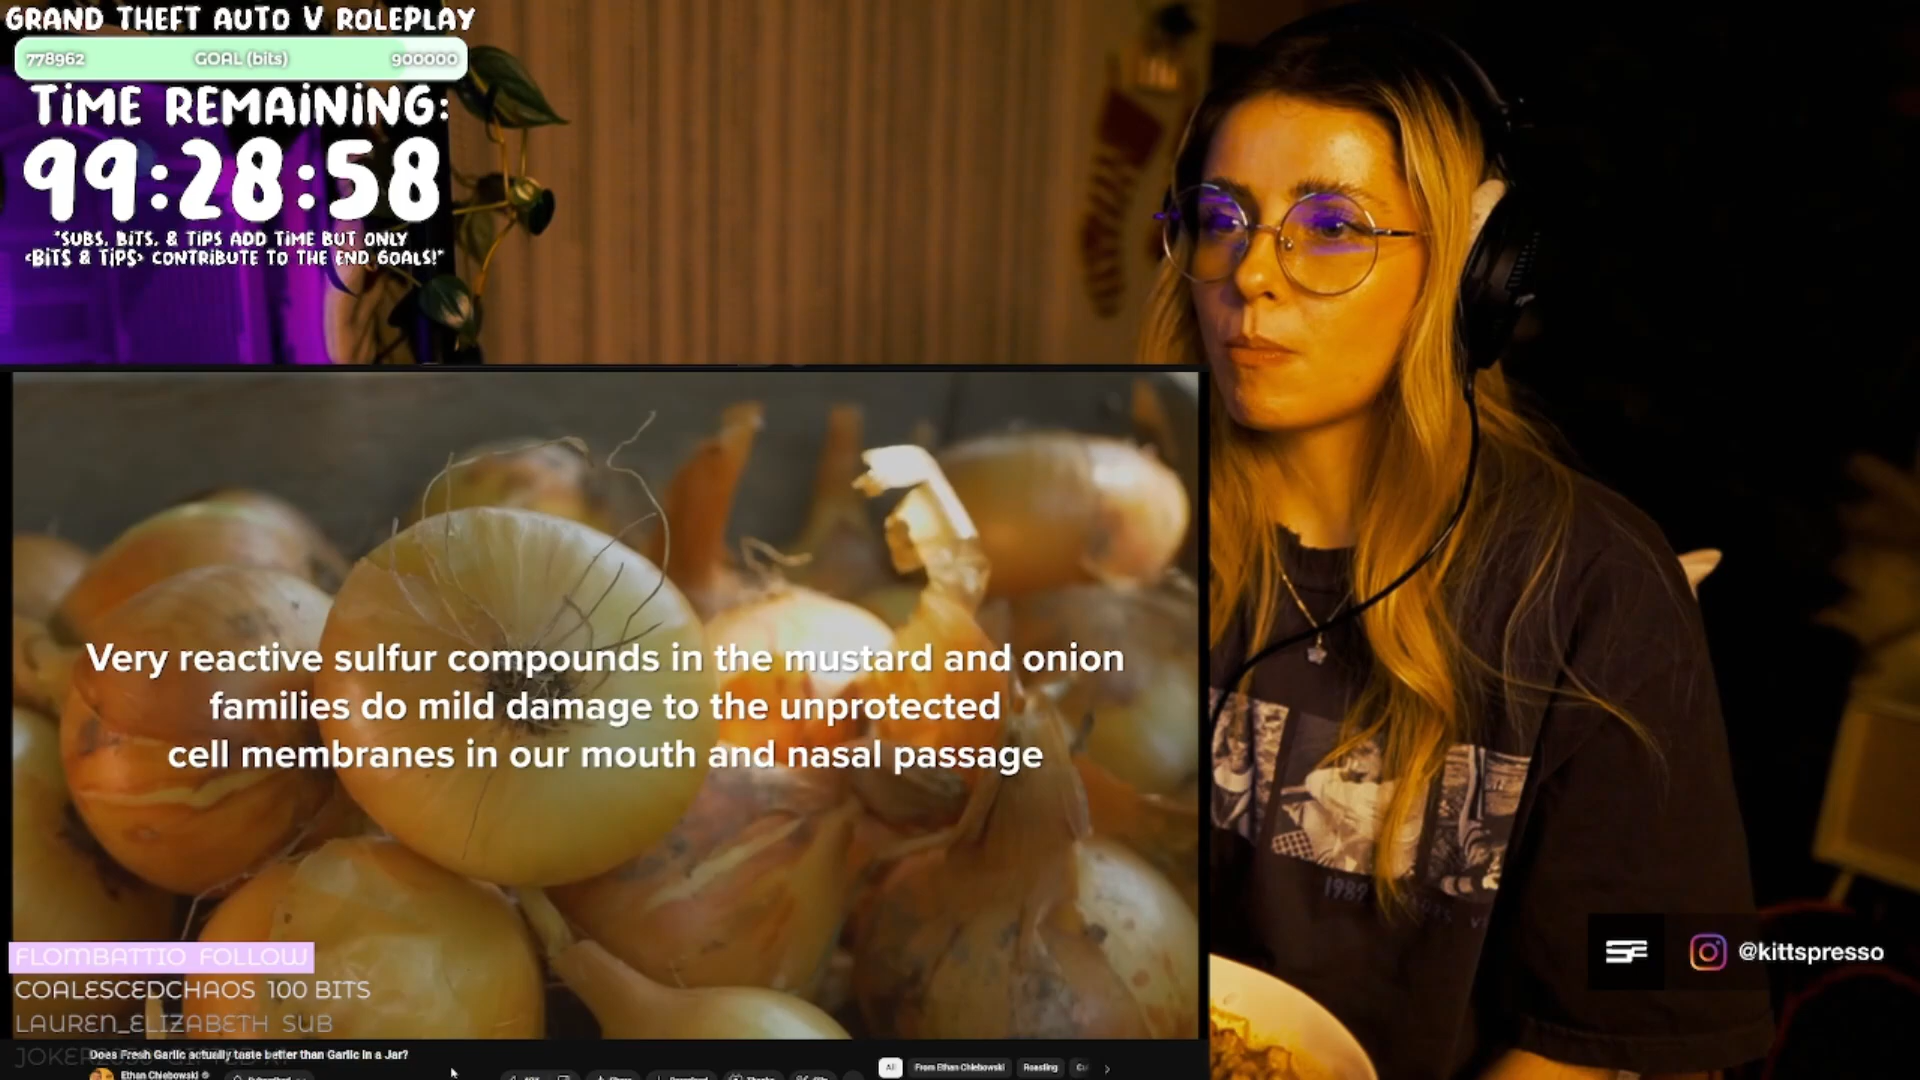 GRAND THEFT AUTO V ROLEPLAY
778962 GOAL (bits) 900000
TIME REMAINING:
99:28:58
"SUBS, BITS, & TIPS ADD TIME BUT ONLY
<BITS & TIPS> CONTRIBUTE TO THE END GOALS!"
Very reactive sulfur compounds in the mustard and onion
families do mild damage to the unprotected
cell membranes in our mouth and nasal passage
1987
FLOMBATTIO FOLLOW
COALESCEDCHAOS 100 BITS
LAUREN_ELIZABETH SUB
@kittspresso
Does Fresh Garlic actually taste better than Garlic in a Jar?
Ethan Chlebowski
All From Ethan Chlebowski Roasting